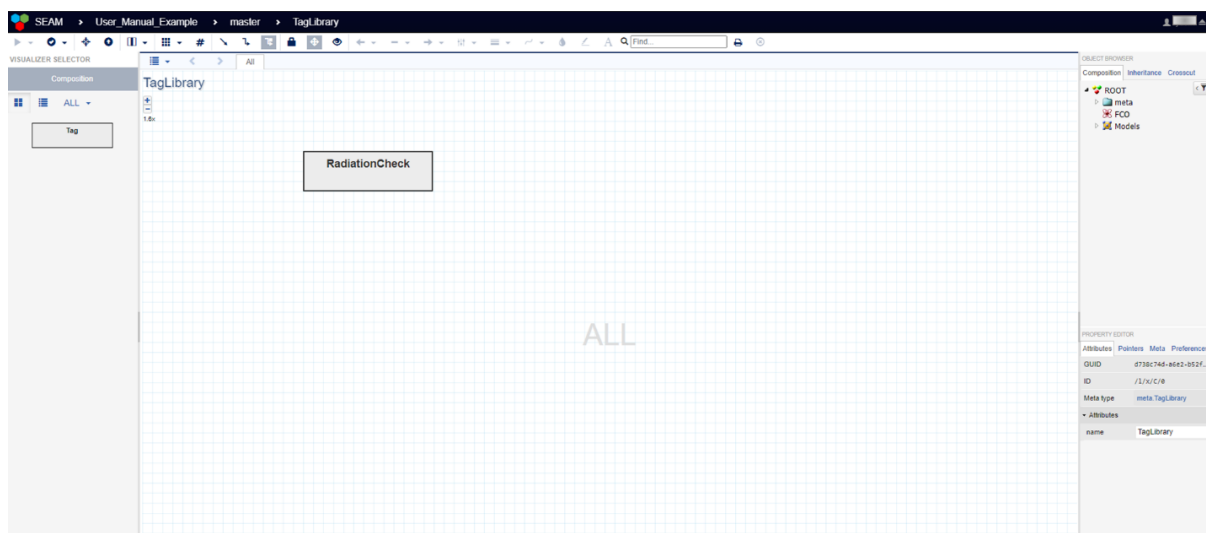 SEAM › User_Manual_Example › master › TagLibrary
Find...
VISUALIZER SELECTOR
Composition
ALL
Tag
All
TagLibrary
+
−
1.6x
RadiationCheck
ALL
OBJECT BROWSER
Composition Inheritance Crosscut
ROOT
meta
FCO
Models
PROPERTY EDITOR
Attributes Pointers Meta Preference
GUID d738c74d-a6e2-b52f..
ID /1/x/C/0
Meta type meta.TagLibrary
Attributes
name TagLibrary